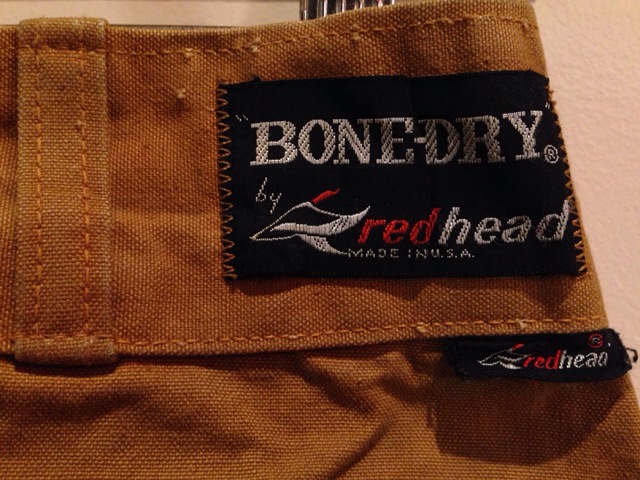 "BONE-DRY"®
by redhead
MADE IN U.S.A.
redhead®